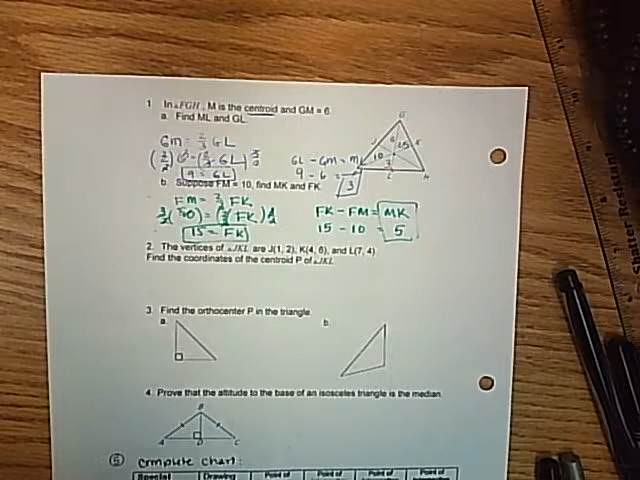 1. In △FGH, M is the centroid and GM = 6.
a. Find ML and GL.
GM = 2/3 GL
(3/2) 6 = (2/3 GL) 3/2
9 = GL
GL - GM = M
9 - 6 = 3
G
J K
6 5
10
3
L H
b. Suppose FM = 10, find MK and FK.
FM = 2/3 FK
3/2 (10) = (2/3 FK) 3/2
15 = FK
FK - FM = MK
15 - 10 = 5
2. The vertices of △JKL are J(1, 2), K(4, 6), and L(7, 4).
Find the coordinates of the centroid P of △JKL.
3. Find the orthocenter P in the triangle.
a. b.
4. Prove that the altitude to the base of an isosceles triangle is the median.
B
A D C
⑤ complete chart:
Special Drawing Point of Point of Point of Point of
Shatter Resistant